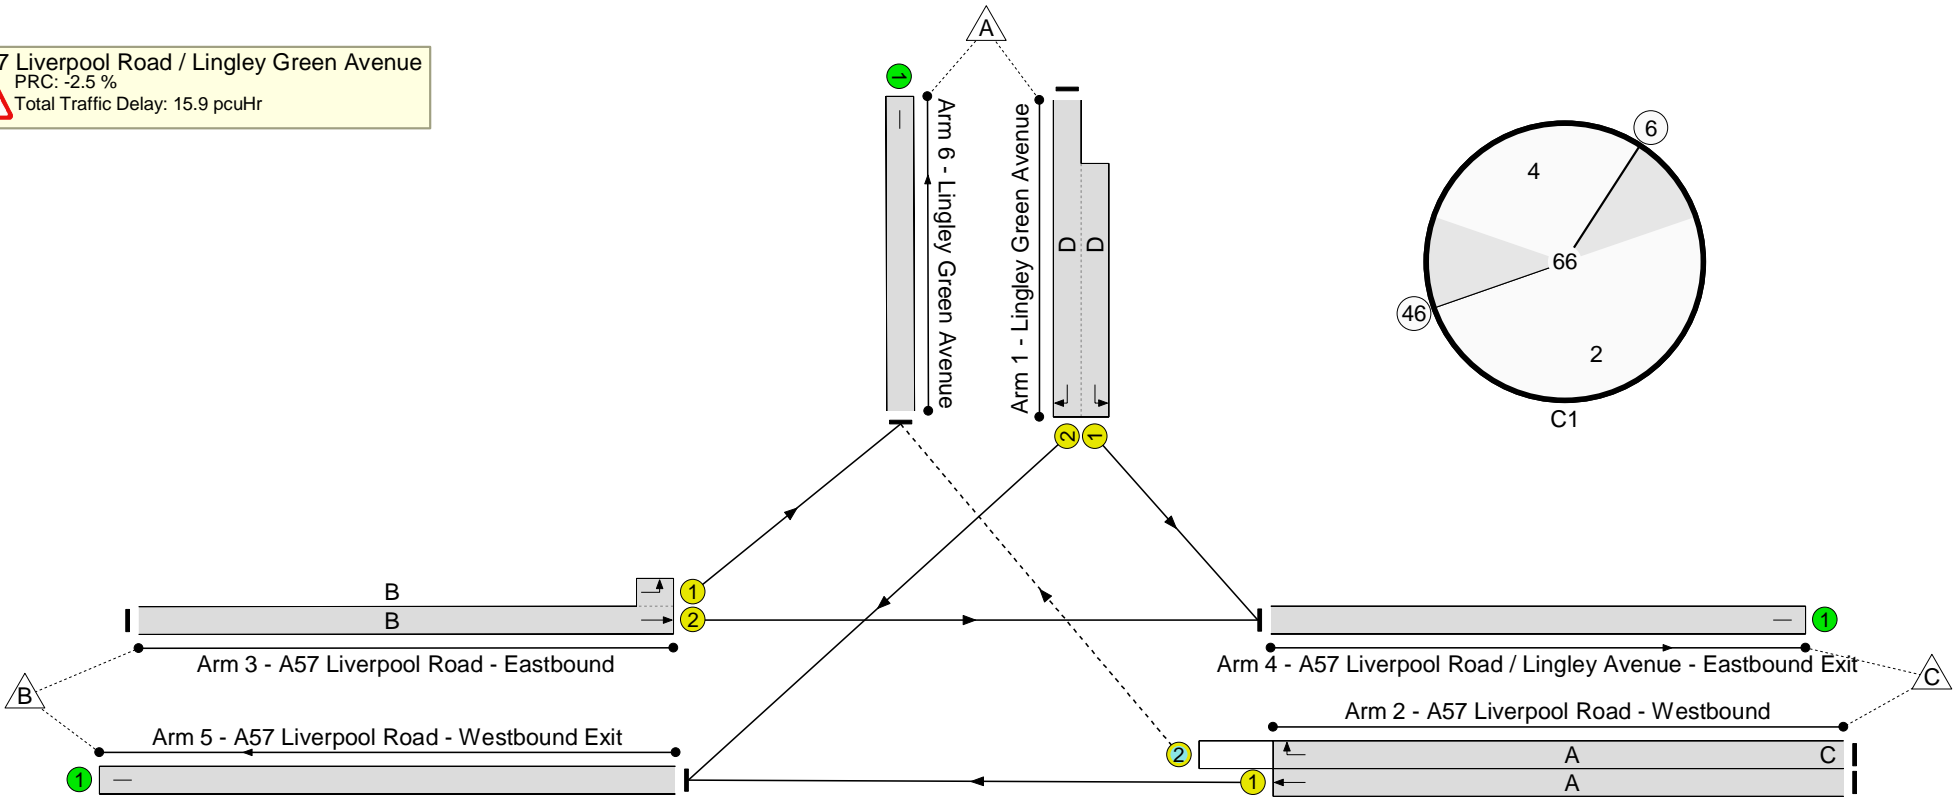 7 Liverpool Road / Lingley Green Avenue
PRC: -2.5 %
Total Traffic Delay: 15.9 pcuHr
A
1
Arm 6 - Lingley Green Avenue
Arm 1 - Lingley Green Avenue
D D
2 1
6
4
66
46
2
C1
B
1
B
2
Arm 3 - A57 Liverpool Road - Eastbound
B
1
Arm 4 - A57 Liverpool Road / Lingley Avenue - Eastbound Exit
C
Arm 2 - A57 Liverpool Road - Westbound
2
A
C
1
A
Arm 5 - A57 Liverpool Road - Westbound Exit
1